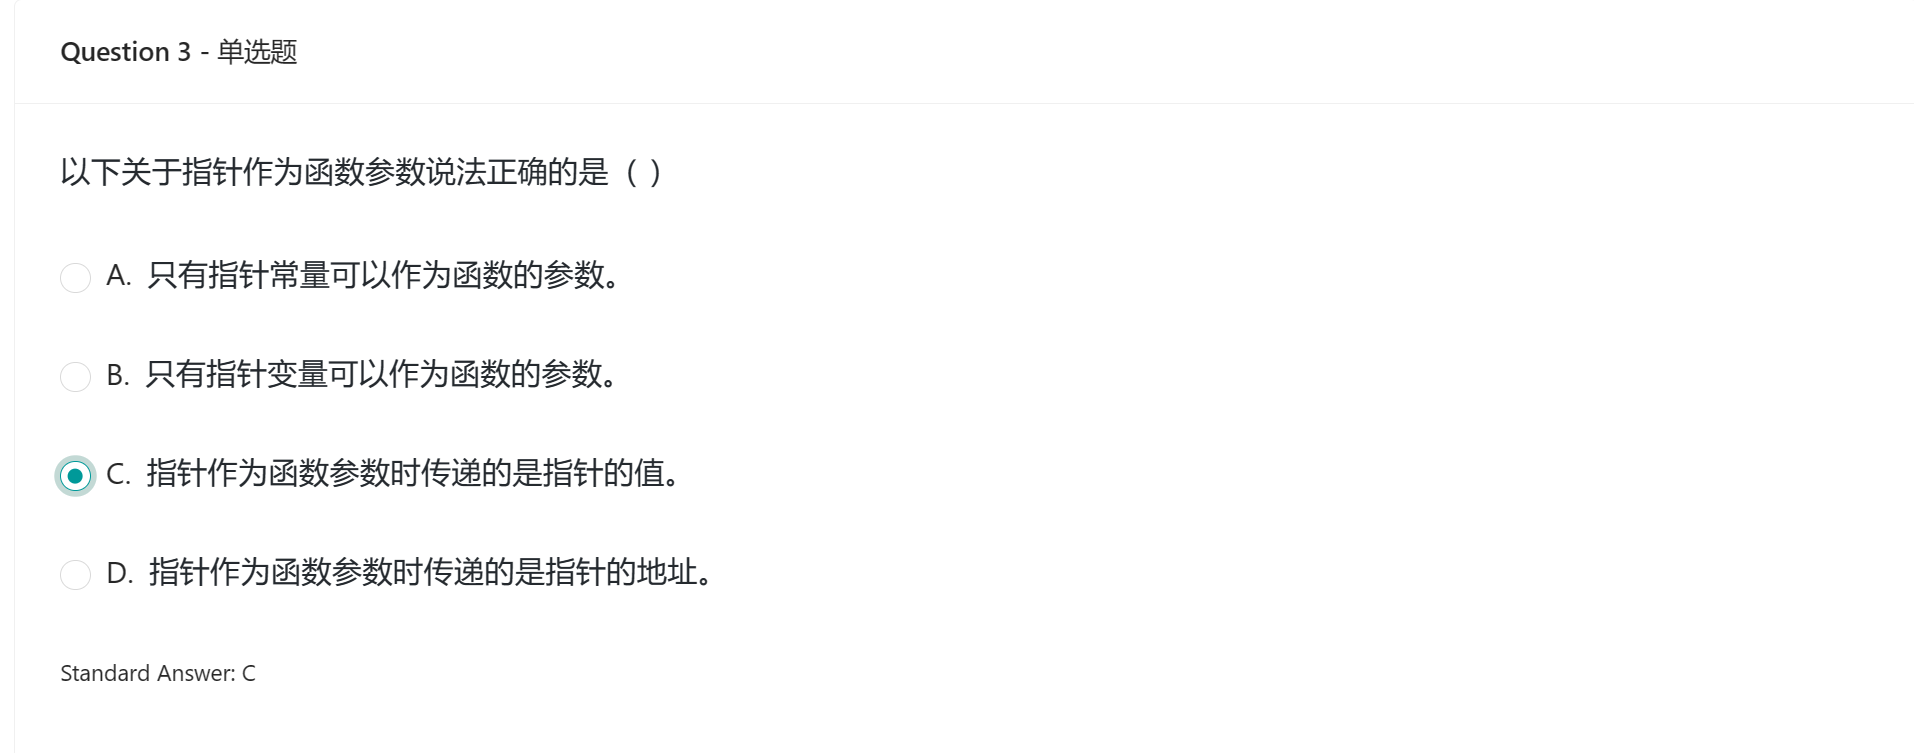 Question 3 - 单选题
以下关于指针作为函数参数说法正确的是（ ）
A. 只有指针常量可以作为函数的参数。
B. 只有指针变量可以作为函数的参数。
C. 指针作为函数参数时传递的是指针的值。
D. 指针作为函数参数时传递的是指针的地址。
Standard Answer: C